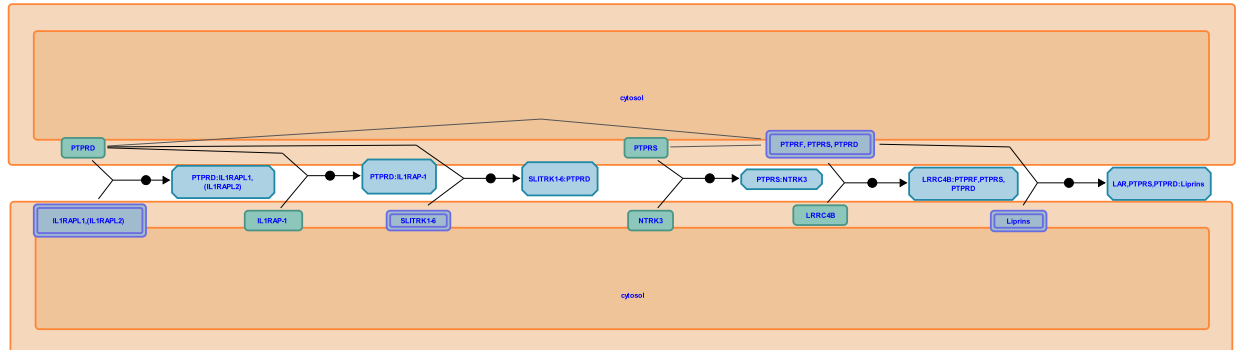 cytosol
PTPRD
PTPRS
PTPRF, PTPRS, PTPRD
PTPRD:IL1RAPL1,
(IL1RAPL2)
PTPRD:IL1RAP-1
SLITRK1-6:PTPRD
PTPRS:NTRK3
LRRC4B:PTPRF,PTPRS,
PTPRD
LAR,PTPRS,PTPRD:Liprins
IL1RAPL1,(IL1RAPL2)
IL1RAP-1
SLITRK1-6
NTRK3
LRRC4B
Liprins
cytosol